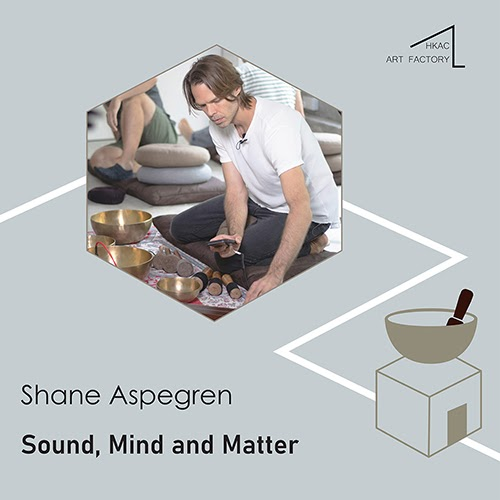 HKAC
ART FACTORY
Shane Aspegren
Sound, Mind and Matter